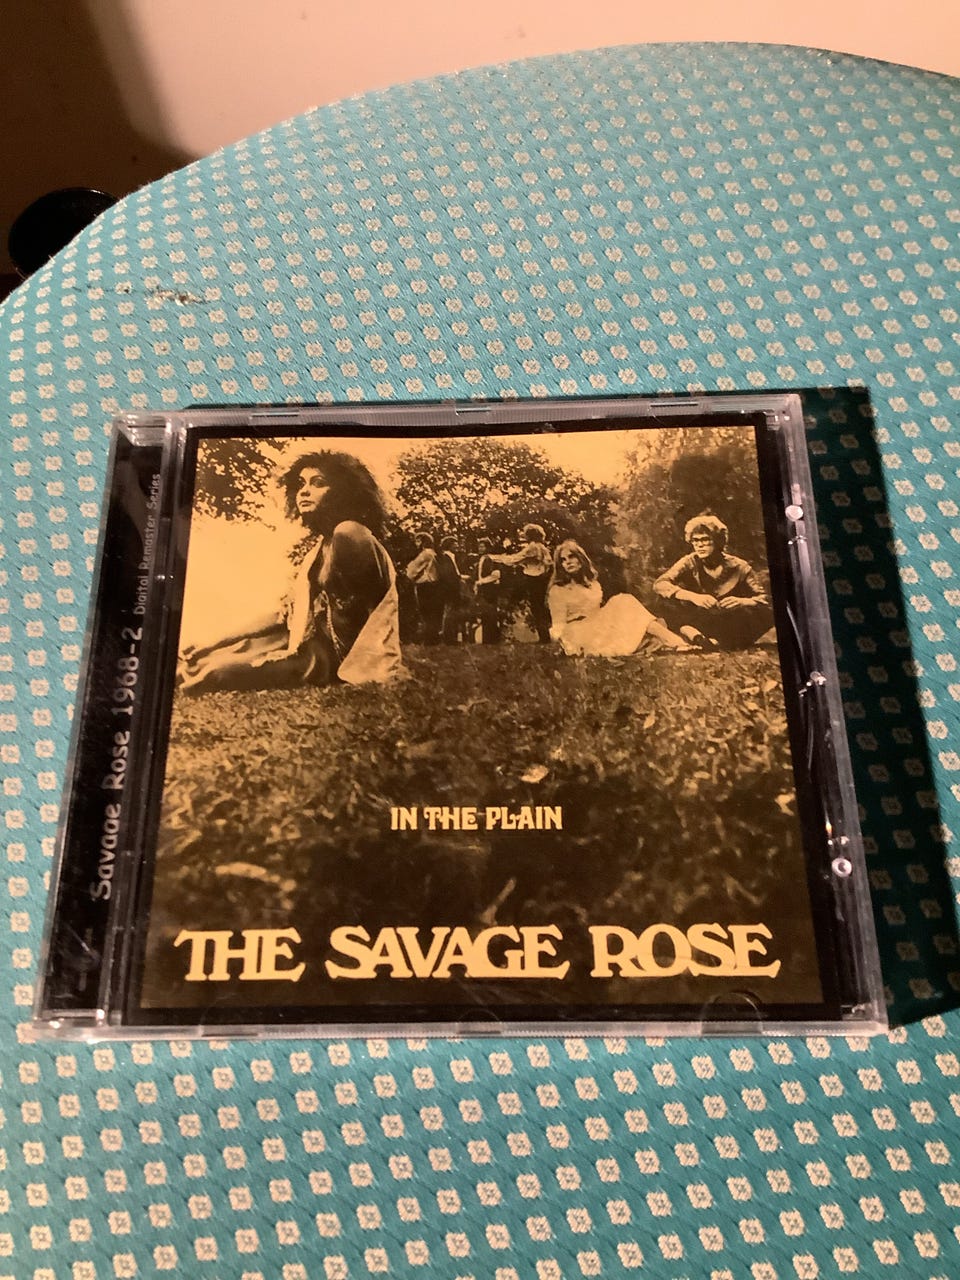 Savage Rose 1968-2 Digital Remaster Series
IN THE PLAIN
THE SAVAGE ROSE